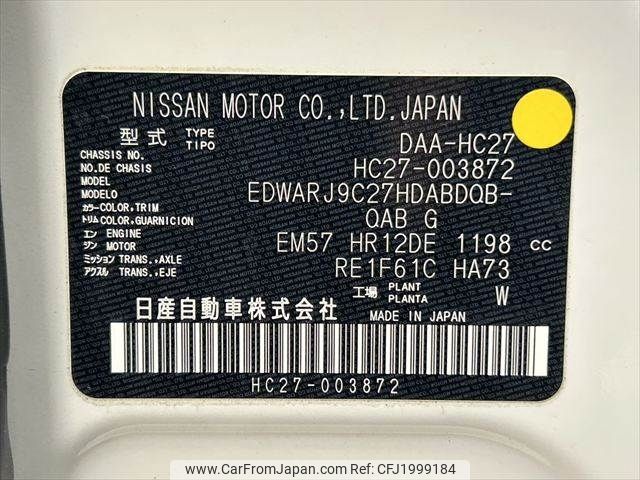 NISSAN MOTOR CO.,LTD.JAPAN
型式 TYPE TIPO DAA-HC27
CHASSIS NO.
NO.DE CHASIS HC27-003872
MODEL
MODELO EDWARJ9C27HDABDQB-
カラー COLOR,TRIM
トリム COLOR,GUARNICION QAB G
エン ENGINE
ジン MOTOR EM57 HR12DE 1198 cc
ミッション TRANS.,AXLE
アクスル TRANS.,EJE RE1F61C HA73
工場 PLANT PLANTA W
日産自動車株式会社 MADE IN JAPAN
HC27-003872
www.CarFromJapan.com | Car ID: CFJ1999184